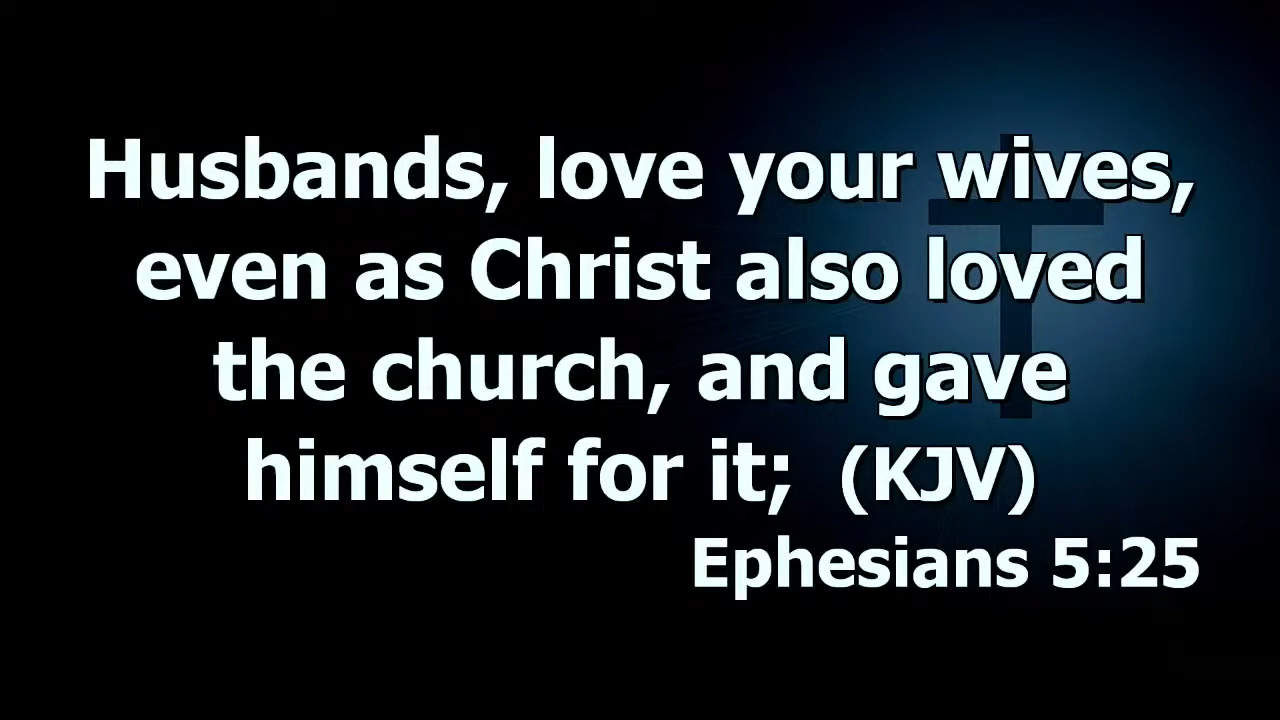 Husbands, love your wives,
even as Christ also loved
the church, and gave
himself for it; (KJV)
Ephesians 5:25